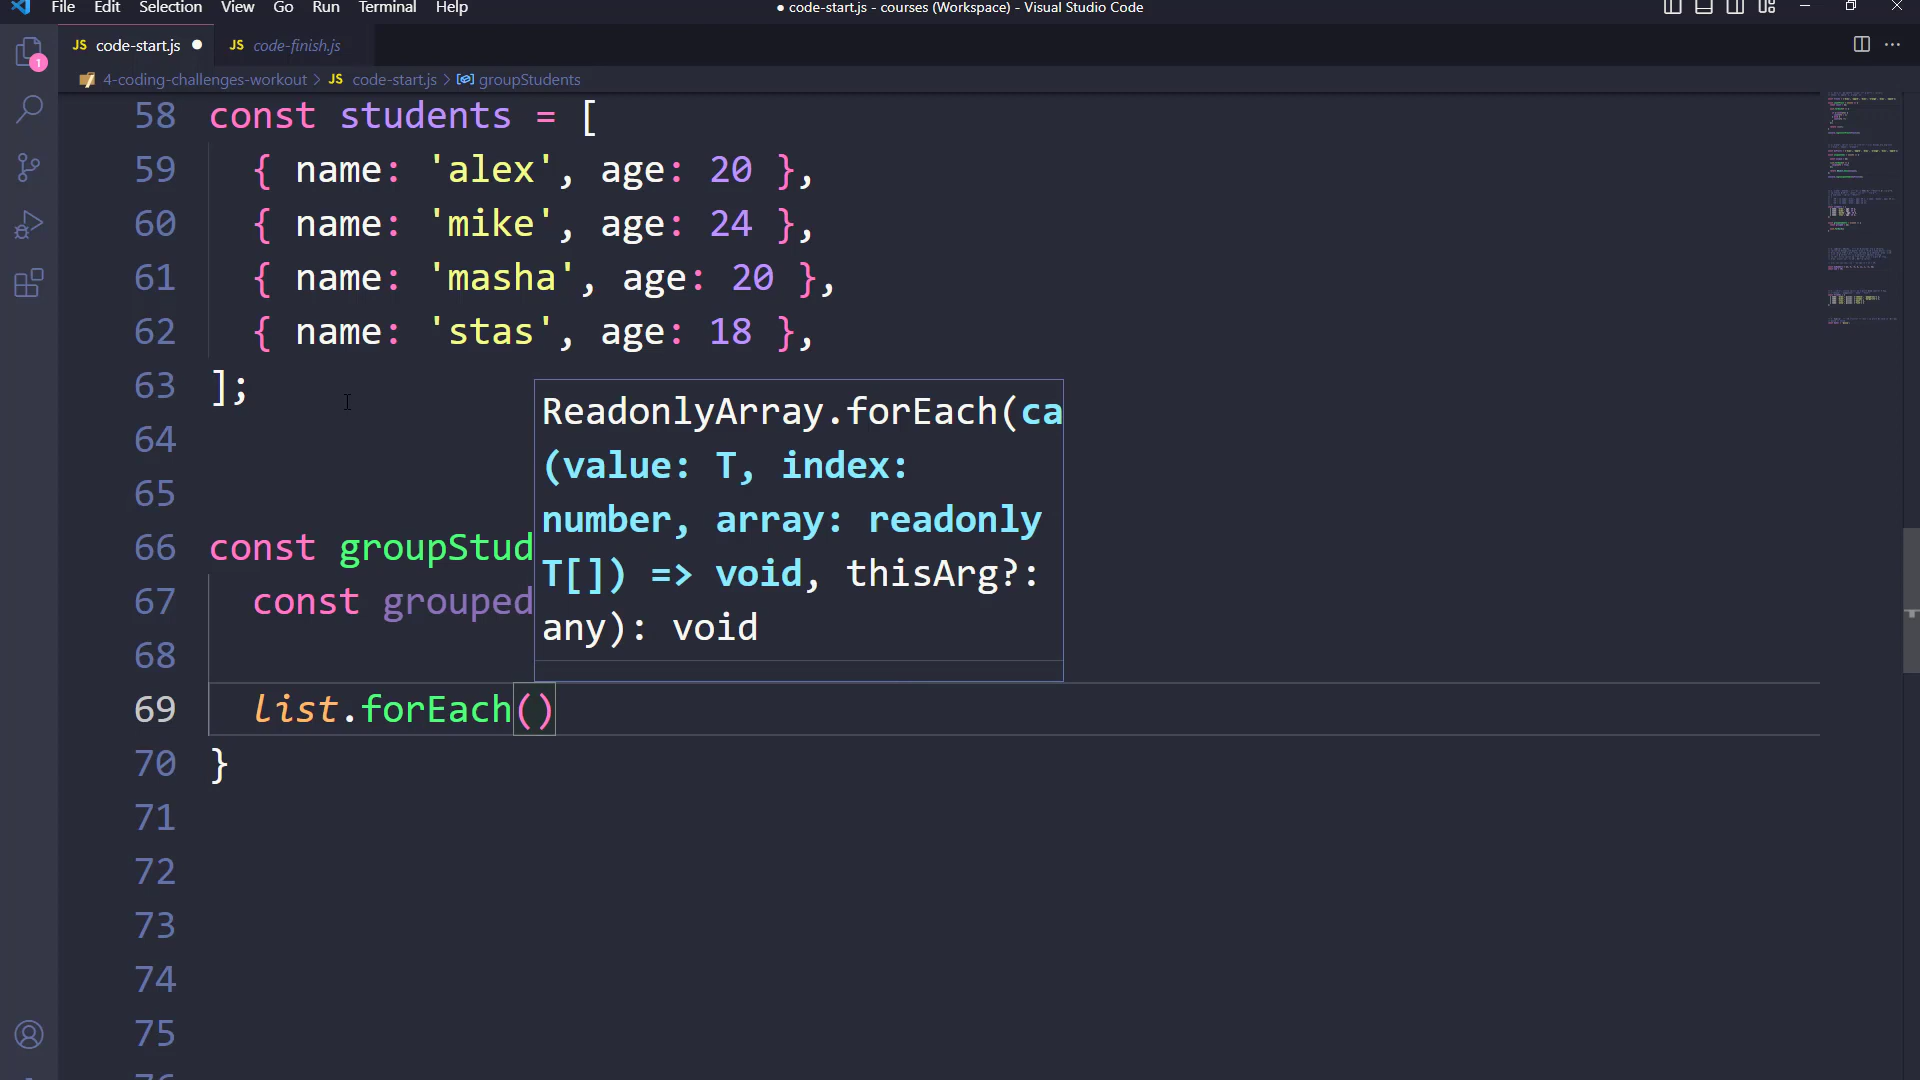 File Edit Selection View Go Run Terminal Help
● code-start.js - courses (Workspace) - Visual Studio Code
JS code-start.js ● JS code-finish.js
4-coding-challenges-workout > JS code-start.js > groupStudents
1
58 const students = [
59 { name: 'alex', age: 20 },
60 { name: 'mike', age: 24 },
61 { name: 'masha', age: 20 },
62 { name: 'stas', age: 18 },
63 ];
64
65
66 const groupStud
67 const grouped
68
ReadonlyArray.forEach(ca
(value: T, index:
number, array: readonly
T[]) => void, thisArg?:
any): void
69 list.forEach()
70 }
71
72
73
74
75